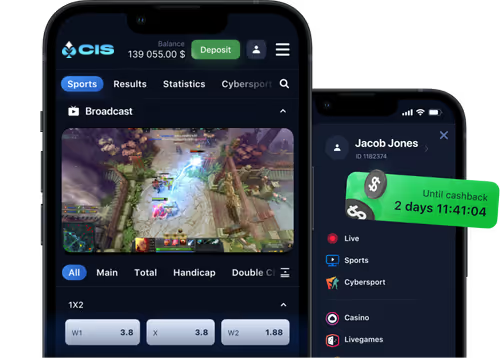 CIS
Balance
139 055.00 $
Deposit
Sports Results Statistics Cybersport
Broadcast
All Main Total Handicap Double C
1X2
W1 3.8 X 3.8 W2 1.88
Jacob Jones
ID 1182374
Until cashback
2 days 11:41:04
Live
Sports
Cybersport
Casino
Livegames